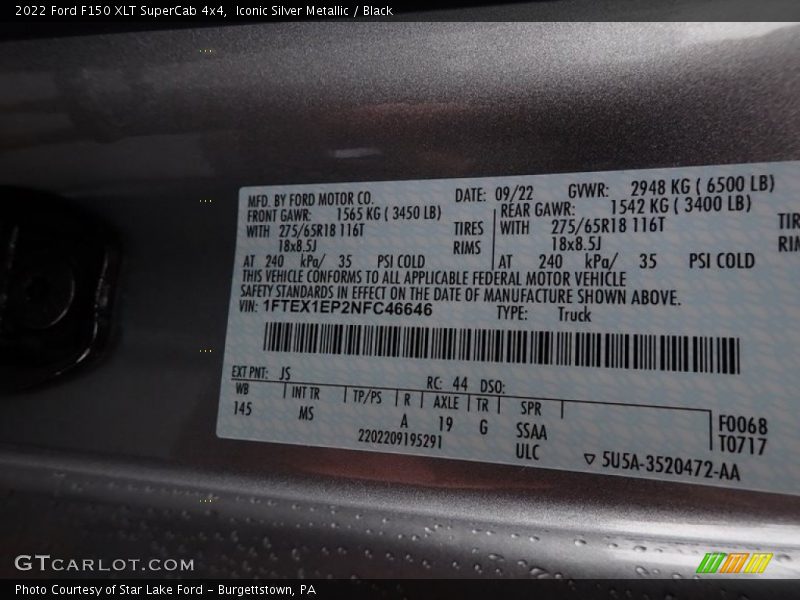 2022 Ford F150 XLT SuperCab 4x4, Iconic Silver Metallic / Black
MFD. BY FORD MOTOR CO. DATE: 09/22 GVWR: 2948 KG ( 6500 LB)
FRONT GAWR: 1565 KG ( 3450 LB) REAR GAWR: 1542 KG ( 3400 LB)
WITH 275/65R18 116T TIRES WITH 275/65R18 116T TIR
18x8.5J RIMS 18x8.5J RIM
AT 240 kPa/ 35 PSI COLD AT 240 kPa/ 35 PSI COLD
THIS VEHICLE CONFORMS TO ALL APPLICABLE FEDERAL MOTOR VEHICLE
SAFETY STANDARDS IN EFFECT ON THE DATE OF MANUFACTURE SHOWN ABOVE.
VIN: 1FTEX1EP2NFC46646 TYPE: Truck
EXT PNT: JS RC: 44 DSO:
WB INT TR TP/PS R AXLE TR SPR F0068
145 MS A 19 G SSAA T0717
2202209195291 ULC ▽ 5U5A-3520472-AA
GTCARLOT.COM
Photo Courtesy of Star Lake Ford - Burgettstown, PA